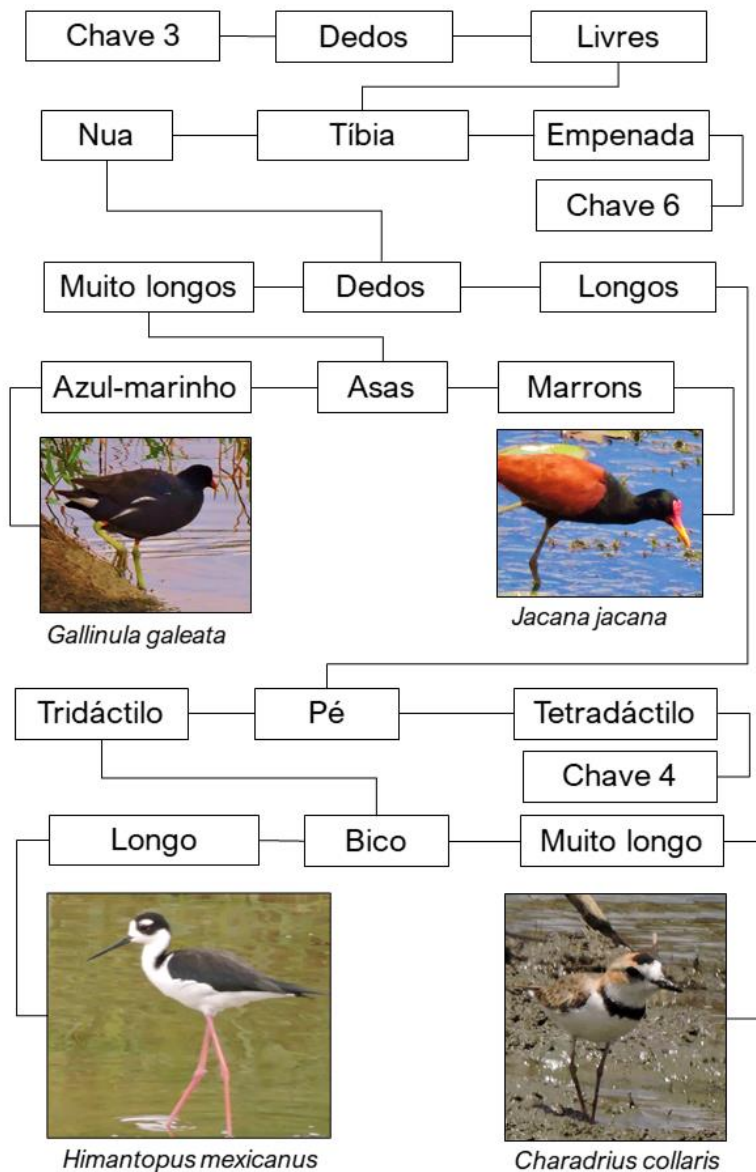 Chave 3 Dedos Livres
Nua Tíbia Empenada
Chave 6
Muito longos Dedos Longos
Azul-marinho Asas Marrons
Gallinula galeata Jacana jacana
Tridáctilo Pé Tetradáctilo
Chave 4
Longo Bico Muito longo
Himantopus mexicanus Charadrius collaris